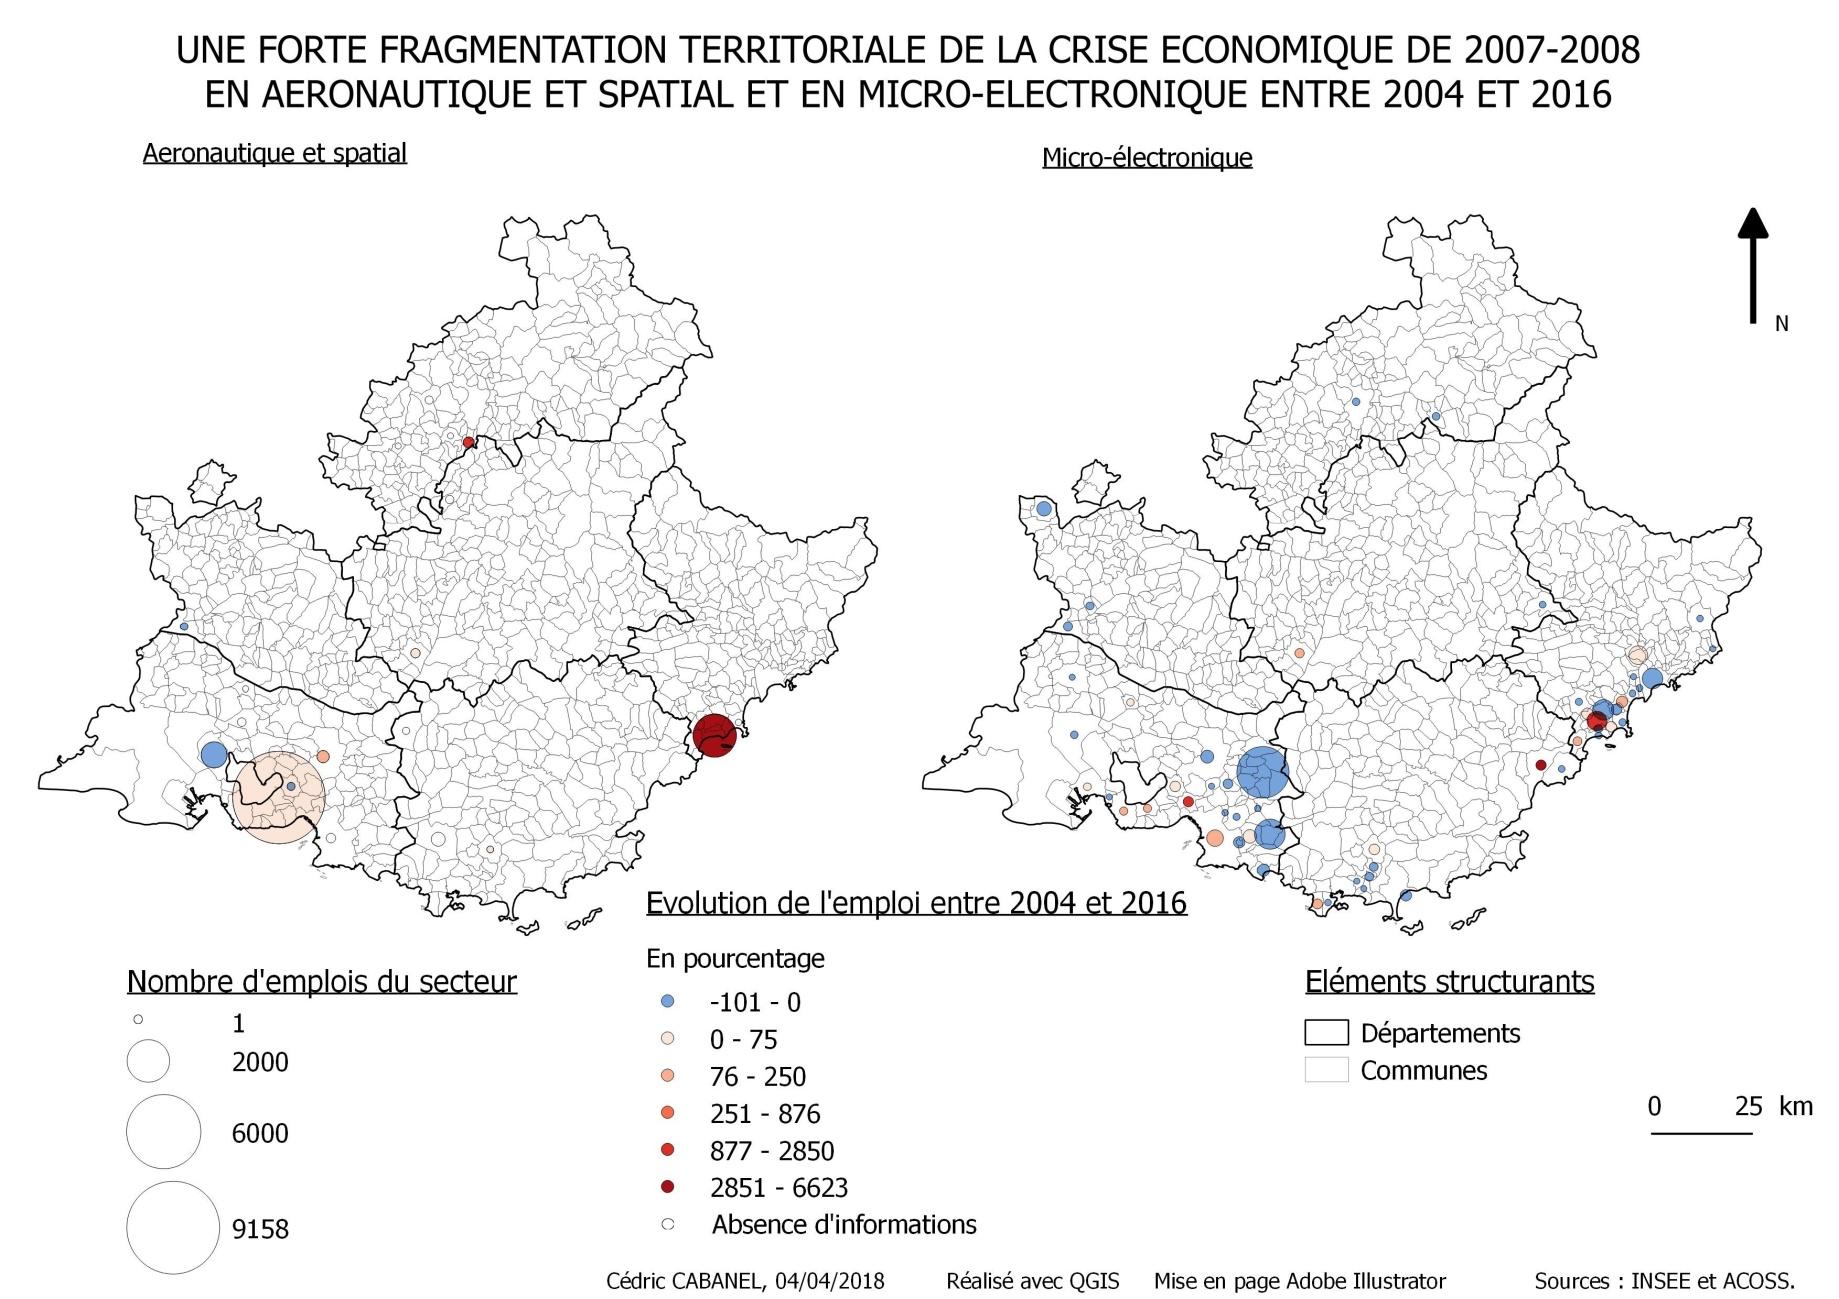 UNE FORTE FRAGMENTATION TERRITORIALE DE LA CRISE ECONOMIQUE DE 2007-2008
EN AERONAUTIQUE ET SPATIAL ET EN MICRO-ELECTRONIQUE ENTRE 2004 ET 2016
Aeronautique et spatial
Micro-électronique
N
Nombre d'emplois du secteur
1
2000
6000
9158
Evolution de l'emploi entre 2004 et 2016
En pourcentage
-101 - 0
0 - 75
76 - 250
251 - 876
877 - 2850
2851 - 6623
Absence d'informations
Eléments structurants
Départements
Communes
0 25 km
Cédric CABANEL, 04/04/2018 Réalisé avec QGIS Mise en page Adobe Illustrator Sources : INSEE et ACOSS.